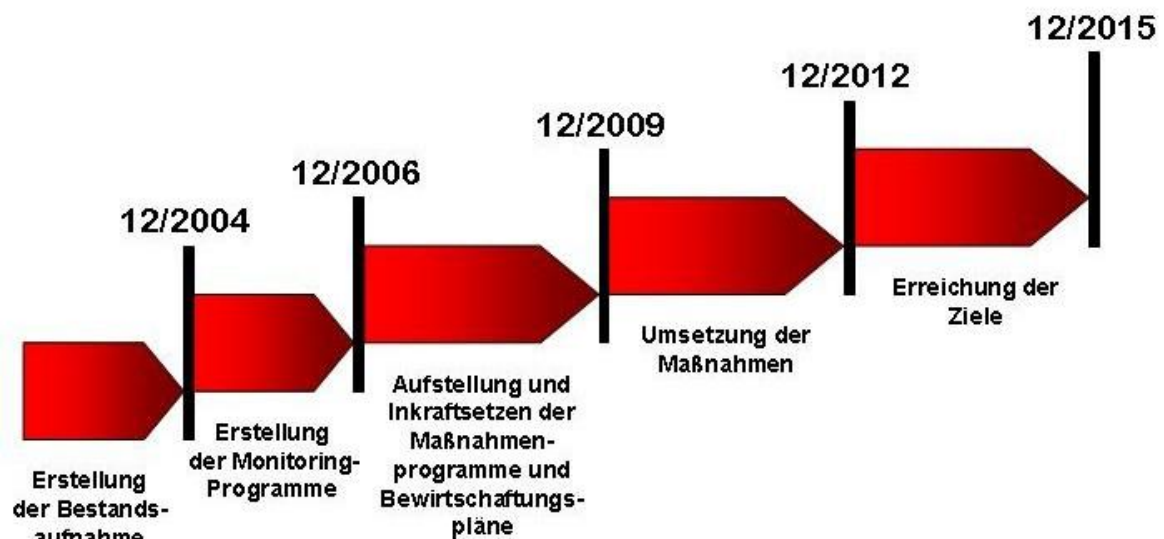 12/2015
12/2012
12/2009
12/2006
12/2004
Erstellung
der Bestands-
aufnahme
Erstellung
der Monitoring-
Programme
Aufstellung und
Inkraftsetzen der
Maßnahmen-
programme und
Bewirtschaftungs-
pläne
Umsetzung der
Maßnahmen
Erreichung der
Ziele